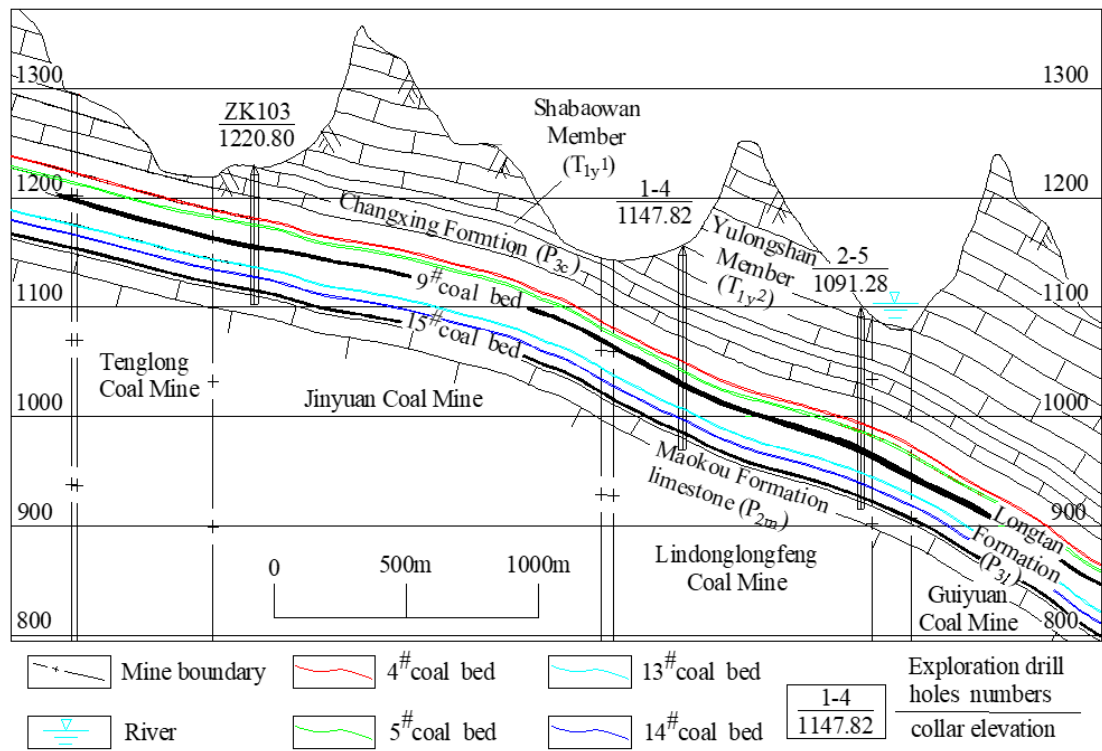 1300
1300
ZK103
1220.80
Shabaowan
Member
(T1y1)
1200
1200
1-4
1147.82
Changxing Formtion (P3c)
Yulongshan
Member
(T1y2)
2-5
1091.28
9#coal bed
1100
1100
15#coal bed
Tenglong
Coal Mine
Jinyuan Coal Mine
1000
1000
Maokou Formation
limestone (P2m)
Longtan
Formation
(P3l)
900
900
0
500m
1000m
Lindonglongfeng
Coal Mine
Guiyuan
Coal Mine
800
800
Mine boundary
4#coal bed
13#coal bed
1-4
1147.82
Exploration drill
holes numbers
collar elevation
River
5#coal bed
14#coal bed